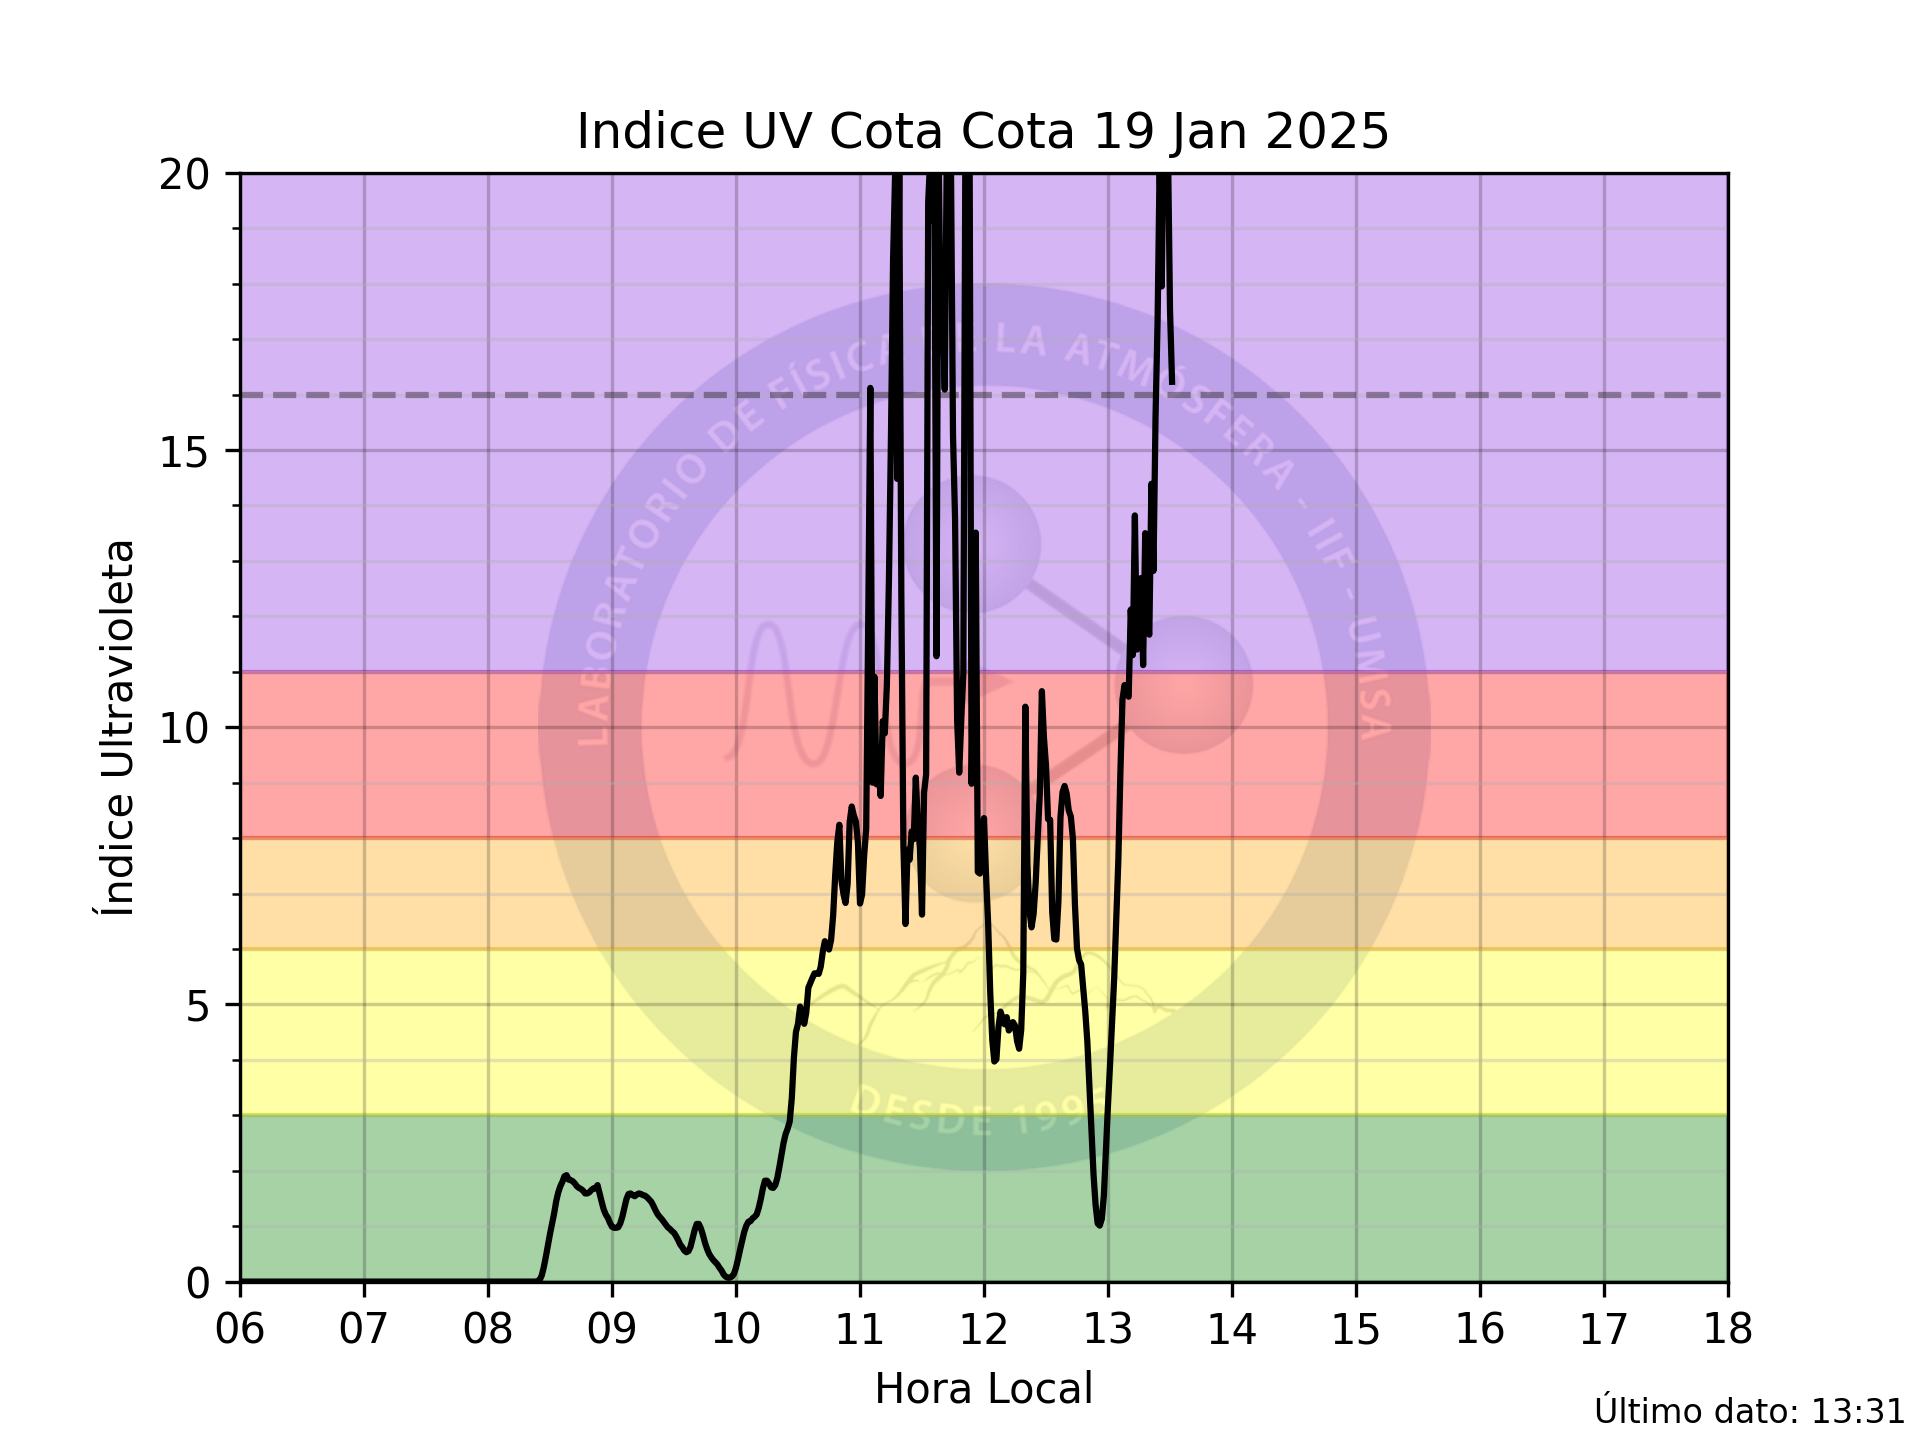 Indice UV Cota Cota 19 Jan 2025
20
15
10
5
0
Índice Ultravioleta
LABORATORIO DE FÍSICA DE LA ATMÓSFERA - IIF - UMSA
DESDE 1995
06 07 08 09 10 11 12 13 14 15 16 17 18
Hora Local
Último dato: 13:31